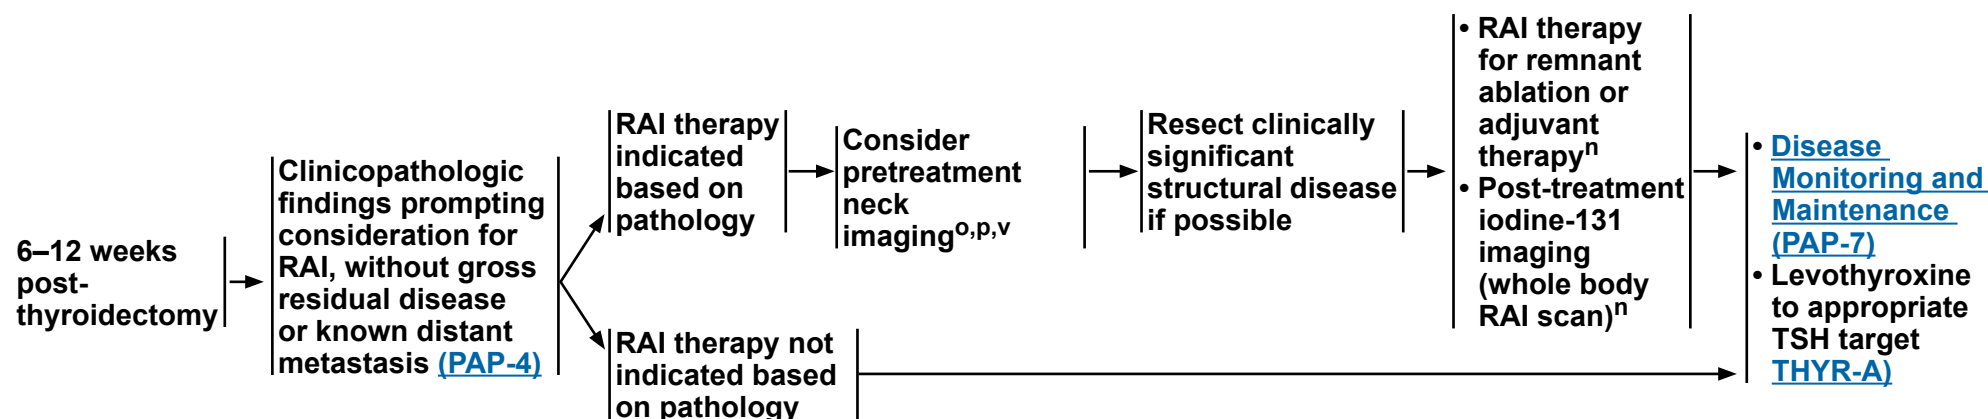 6–12 weeks
post-
thyroidectomy
Clinicopathologic
findings prompting
consideration for
RAI, without gross
residual disease
or known distant
metastasis (PAP-4)
RAI therapy
indicated
based on
pathology
Consider
pretreatment
neck
imaging^o,p,v
Resect clinically
significant
structural disease
if possible
• RAI therapy
for remnant
ablation or
adjuvant
therapy^n
• Post-treatment
iodine-131
imaging
(whole body
RAI scan)^n
RAI therapy not
indicated based
on pathology
• Disease
Monitoring and
Maintenance
(PAP-7)
• Levothyroxine
to appropriate
TSH target
THYR-A)